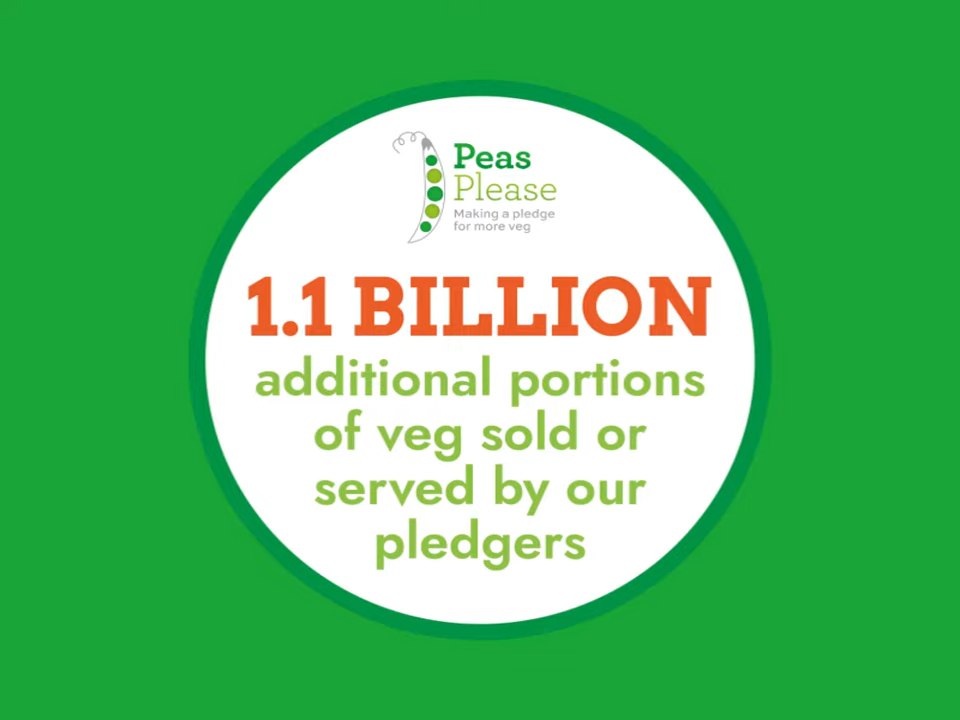 Peas
Please
Making a pledge
for more veg
1.1 BILLION
additional portions
of veg sold or
served by our
pledgers